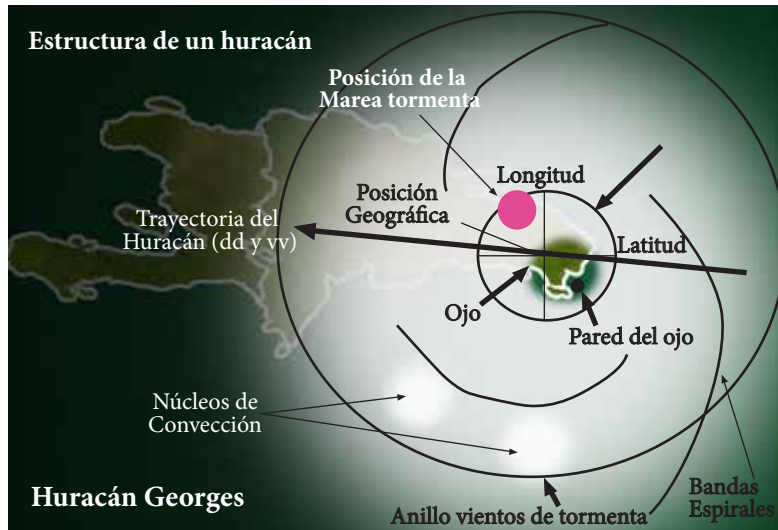 Estructura de un huracán
Posición de la
Marea tormenta
Longitud
Posición
Geográfica
Trayectoria del
Huracán (dd y vv)
Latitud
Ojo
Pared del ojo
Núcleos de
Convección
Bandas
Espirales
Huracán Georges
Anillo vientos de tormenta